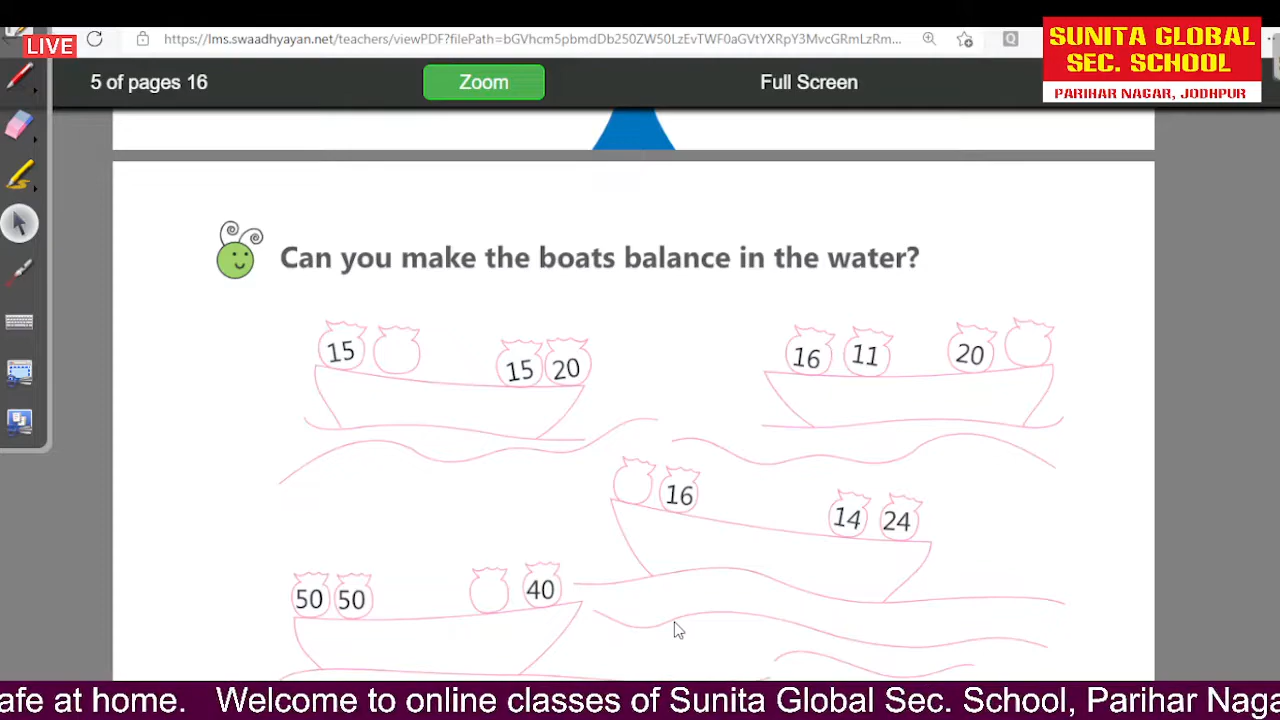 LIVE
https://lms.swaadhyayan.net/teachers/viewPDF?filePath=bGVhcm5pbmdDb250ZW50LzEvTWF0aGVtYXRpY3MvcGRmLzRm...
SUNITA GLOBAL
SEC. SCHOOL
PARIHAR NAGAR, JODHPUR
5 of pages 16
Zoom
Full Screen
Can you make the boats balance in the water?
15 15 20
16 11 20
16 14 24
50 50 40
afe at home. Welcome to online classes of Sunita Global Sec. School, Parihar Naga